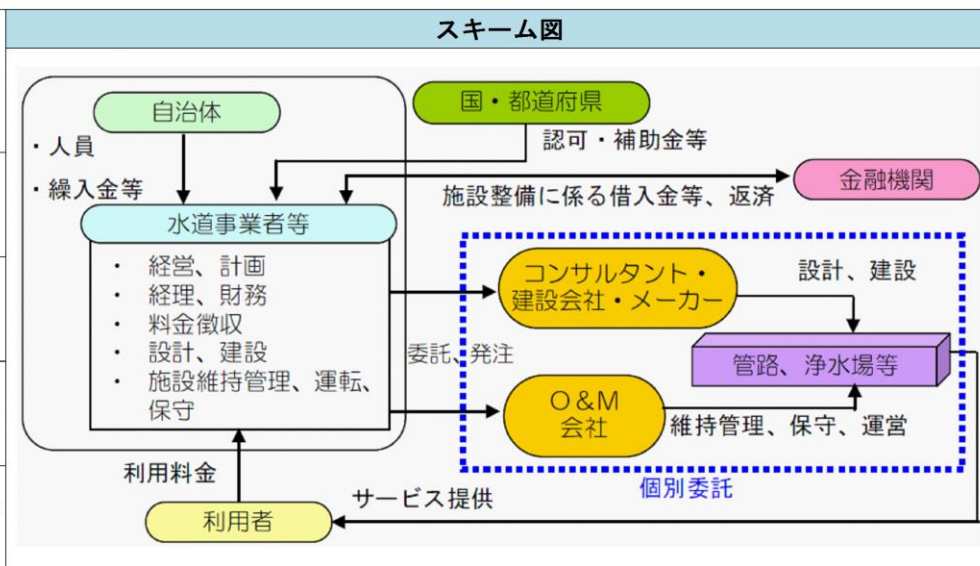 スキーム図
自治体
国・都道府県
・人員
・繰入金等
認可・補助金等
金融機関
施設整備に係る借入金等、返済
水道事業者等
・ 経営、計画
・ 経理、財務
・ 料金徴収
・ 設計、建設
・ 施設維持管理、運転、
保守
委託、発注
コンサルタント・
建設会社・メーカー
設計、建設
管路、浄水場等
O&M
会社
維持管理、保守、運営
個別委託
利用料金
サービス提供
利用者